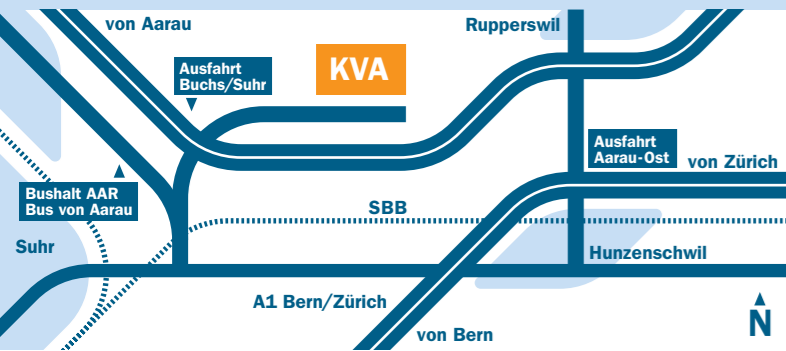 von Aarau
Rupperswil
Ausfahrt
Buchs/Suhr
KVA
Ausfahrt
Aarau-Ost
von Zürich
Bushalt AAR
Bus von Aarau
SBB
Suhr
Hunzenschwil
A1 Bern/Zürich
von Bern
N